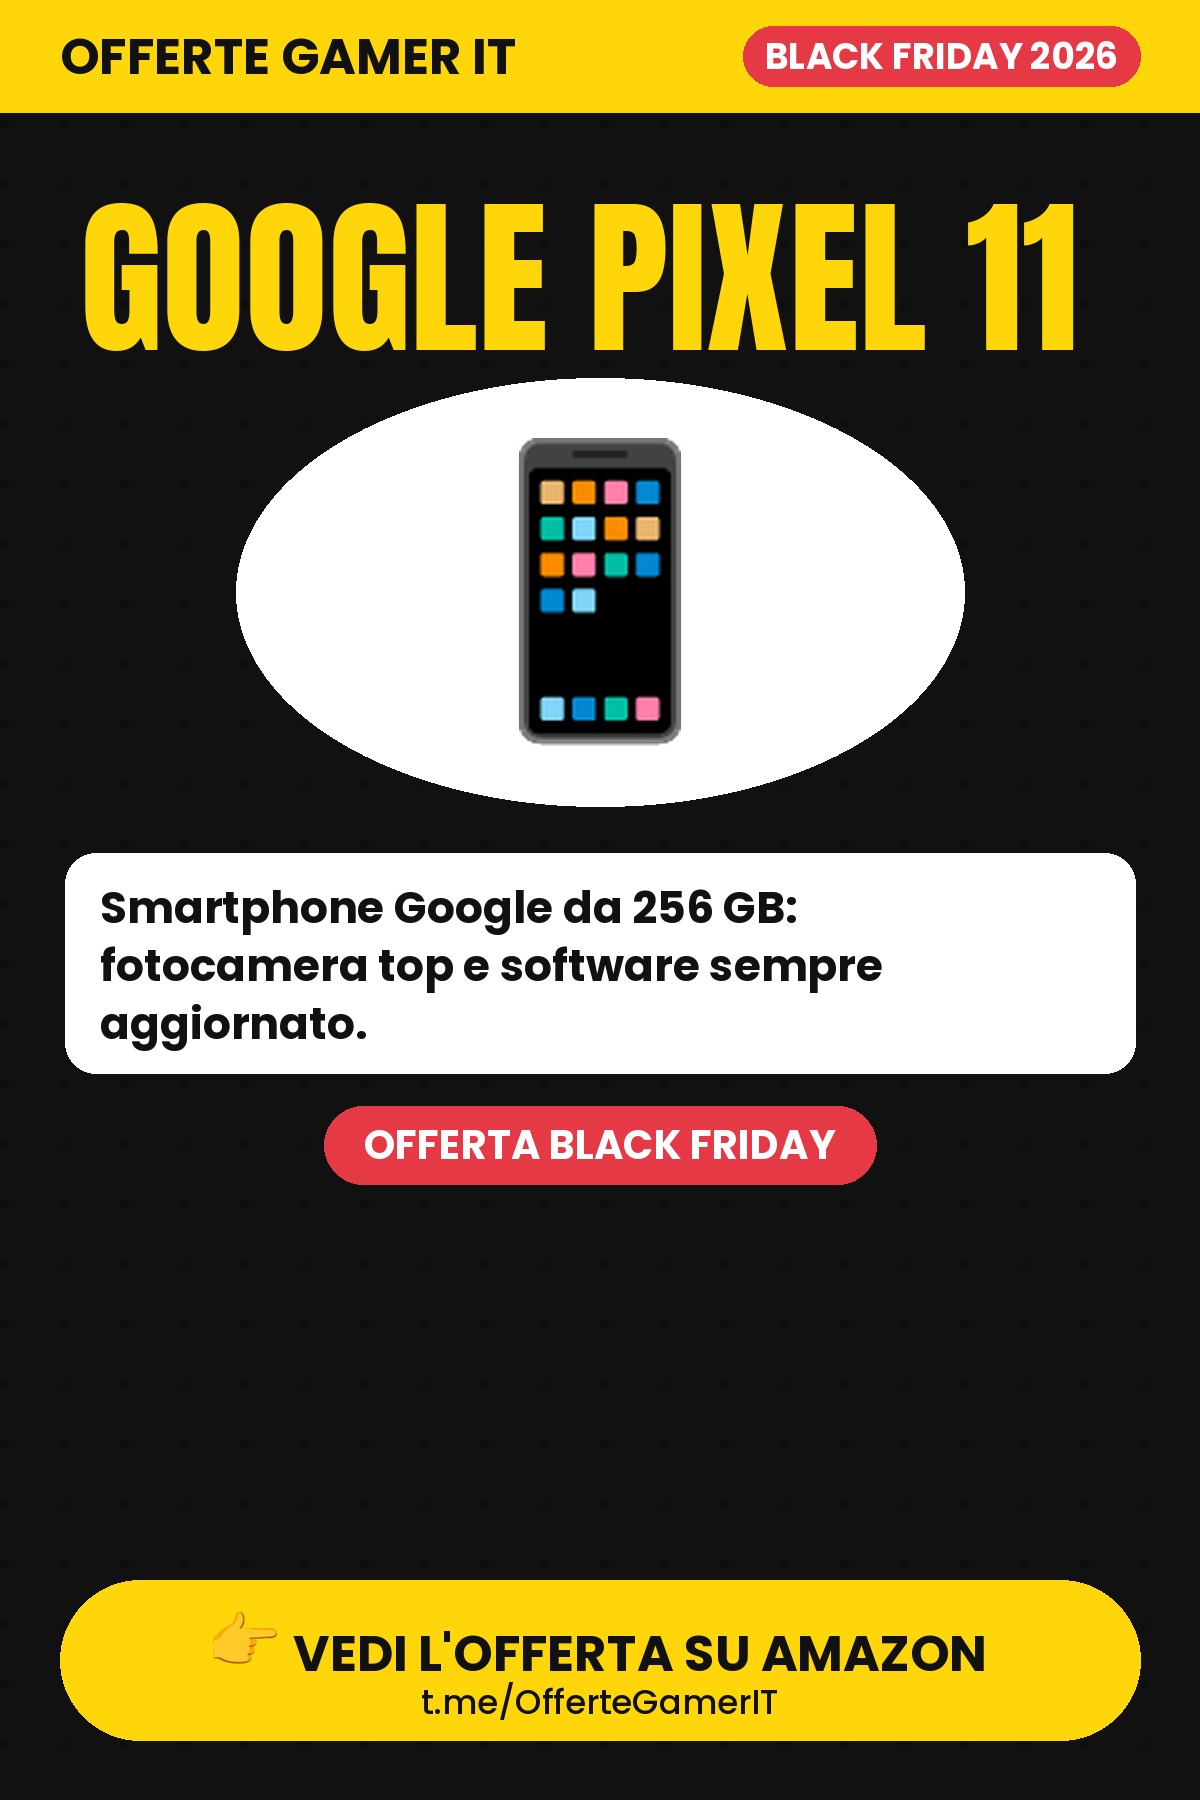 OFFERTE GAMER IT
BLACK FRIDAY 2026
GOOGLE PIXEL 11
Smartphone Google da 256 GB:
fotocamera top e software sempre
aggiornato.
OFFERTA BLACK FRIDAY
👉 VEDI L'OFFERTA SU AMAZON
t.me/OfferteGamerIT